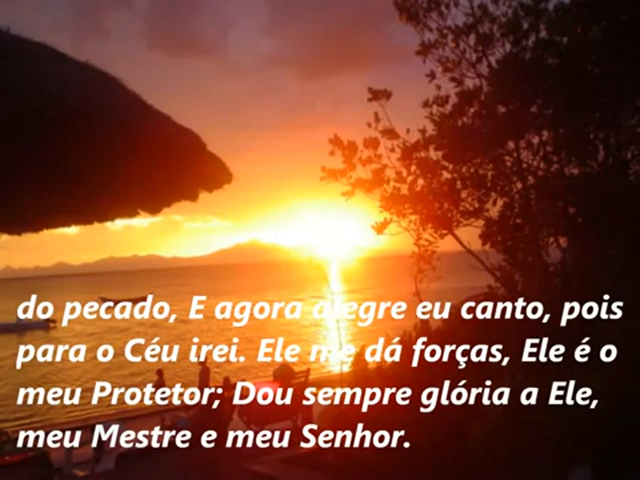 do pecado, E agora alegre eu canto, pois
para o Céu irei. Ele me dá forças, Ele é o
meu Protetor; Dou sempre glória a Ele,
meu Mestre e meu Senhor.